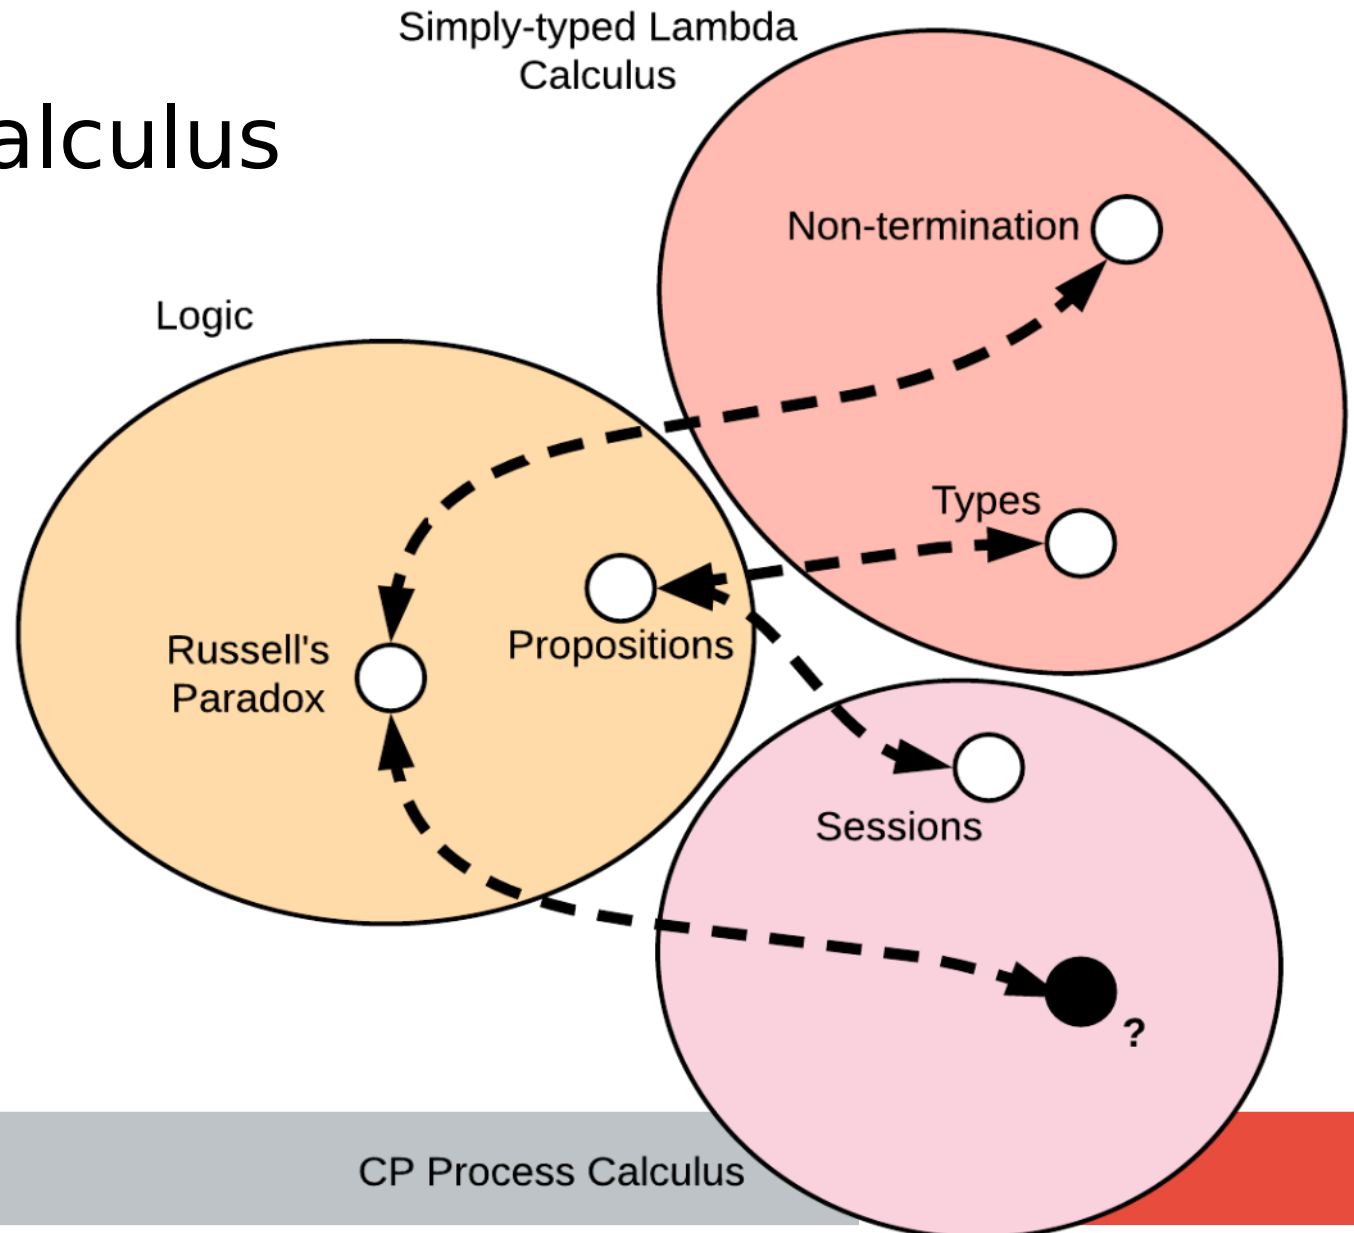 Simply-typed Lambda
Calculus
alculus
Non-termination
Logic
Types
Propositions
Russell's
Paradox
Sessions
?
CP Process Calculus